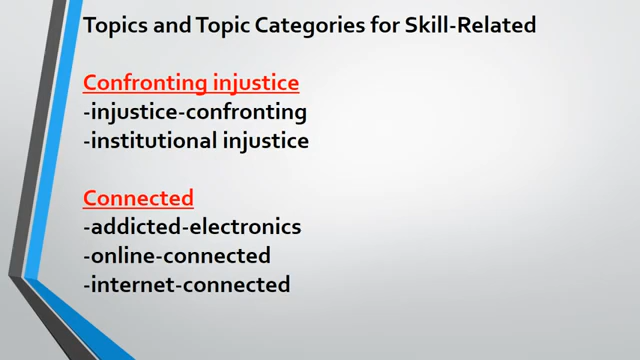 Topics and Topic Categories for Skill-Related
Confronting injustice
-injustice-confronting
-institutional injustice
Connected
-addicted-electronics
-online-connected
-internet-connected